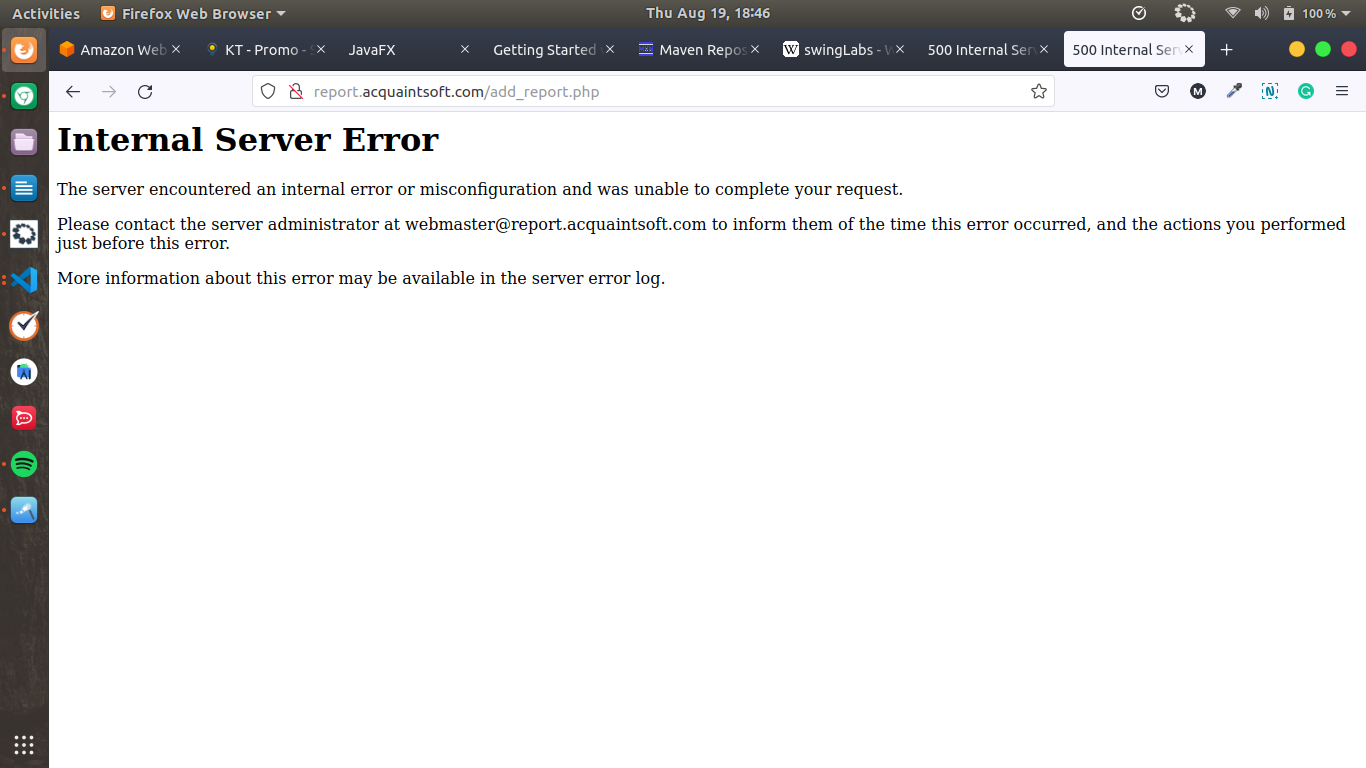 Activities
Firefox Web Browser
Thu Aug 19, 18:46
100 %
Amazon Web
KT - Promo - S
JavaFX
Getting Started
Maven Repos
W swingLabs - W
500 Internal Serv
500 Internal Serv
report.acquaintsoft.com/add_report.php
M
N
Internal Server Error
The server encountered an internal error or misconfiguration and was unable to complete your request.
Please contact the server administrator at webmaster@report.acquaintsoft.com to inform them of the time this error occurred, and the actions you performed
just before this error.
More information about this error may be available in the server error log.